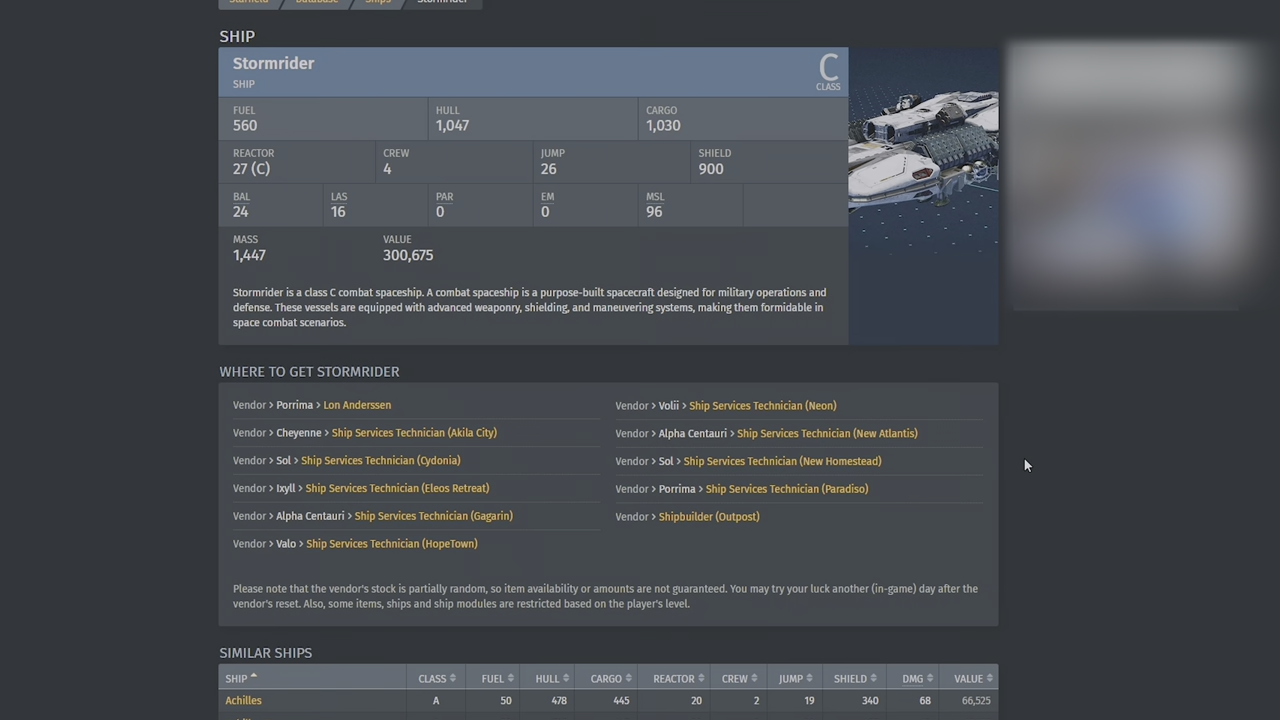 Starfield Database Ships Stormrider
SHIP
Stormrider
SHIP
C
CLASS
FUEL HULL CARGO
560 1,047 1,030
REACTOR CREW JUMP SHIELD
27 (C) 4 26 900
BAL LAS PAR EM MSL
24 16 0 0 96
MASS VALUE
1,447 300,675
Stormrider is a class C combat spaceship. A combat spaceship is a purpose-built spacecraft designed for military operations and
defense. These vessels are equipped with advanced weaponry, shielding, and maneuvering systems, making them formidable in
space combat scenarios.
WHERE TO GET STORMRIDER
Vendor > Porrima > Lon Anderssen
Vendor > Cheyenne > Ship Services Technician (Akila City)
Vendor > Sol > Ship Services Technician (Cydonia)
Vendor > Ixyll > Ship Services Technician (Eleos Retreat)
Vendor > Alpha Centauri > Ship Services Technician (Gagarin)
Vendor > Valo > Ship Services Technician (HopeTown)
Vendor > Volii > Ship Services Technician (Neon)
Vendor > Alpha Centauri > Ship Services Technician (New Atlantis)
Vendor > Sol > Ship Services Technician (New Homestead)
Vendor > Porrima > Ship Services Technician (Paradiso)
Vendor > Shipbuilder (Outpost)
Please note that the vendor's stock is partially random, so item availability or amounts are not guaranteed. You may try your luck another (in-game) day after the
vendor's reset. Also, some items, ships and ship modules are restricted based on the player's level.
SIMILAR SHIPS
SHIP CLASS FUEL HULL CARGO REACTOR CREW JUMP SHIELD DMG VALUE
Achilles A 50 478 445 20 2 19 340 68 66,525